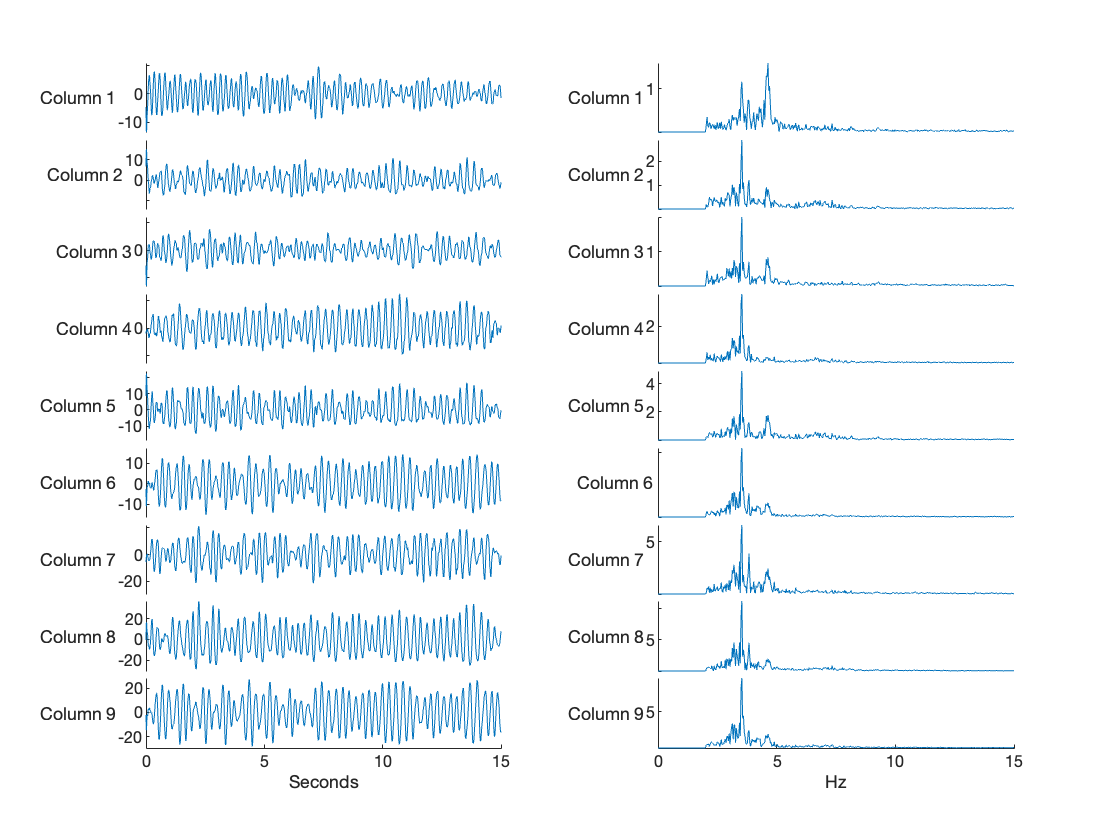 Column 1 0 -10
Column 2 10 0
Column 3 0
Column 4 0
Column 5 10 0 -10
Column 6 10 0 -10
Column 7 0 -20
Column 8 20 0 -20
Column 9 20 0 -20
0 5 10 15
Seconds
Column 1 1
Column 2 2 1
Column 3 1
Column 4 2
Column 5 4 2
Column 6
Column 7 5
Column 8 5
Column 9 5
0 5 10 15
Hz